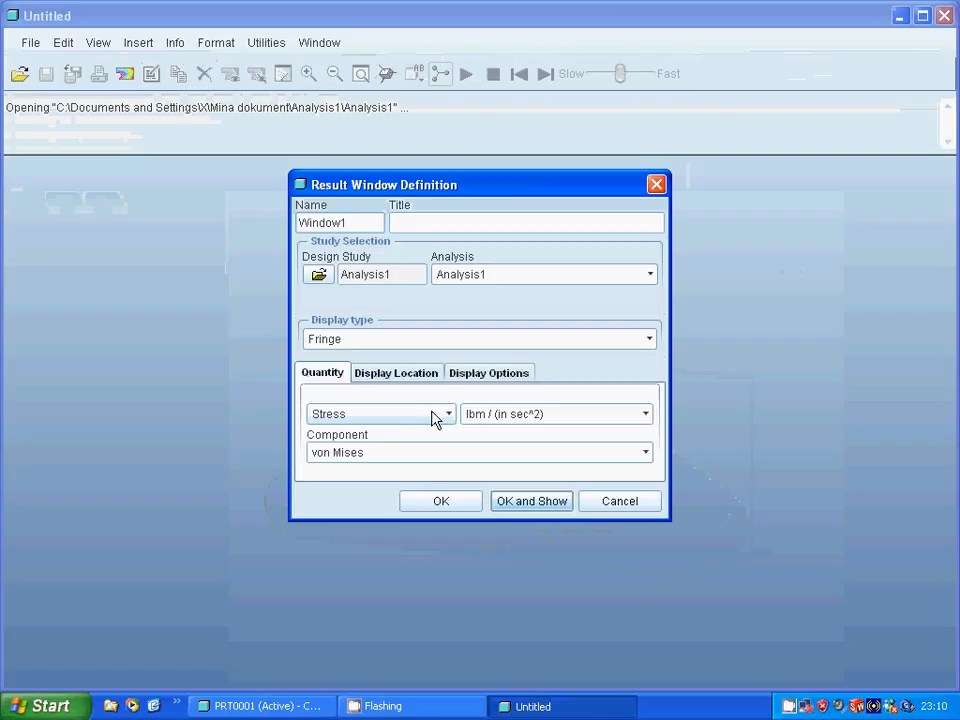 Untitled
File Edit View Insert Info Format Utilities Window
Slow Fast
Opening "C:\Documents and Settings\X\Mina dokument\Analysis1\Analysis1" ...
Result Window Definition
Name Title
Window1
Study Selection
Design Study Analysis
Analysis1 Analysis1
Display type
Fringe
Quantity Display Location Display Options
Stress lbm / (in sec^2)
Component
von Mises
OK OK and Show Cancel
Start PRT0001 (Active) - C... Flashing Untitled 23:10